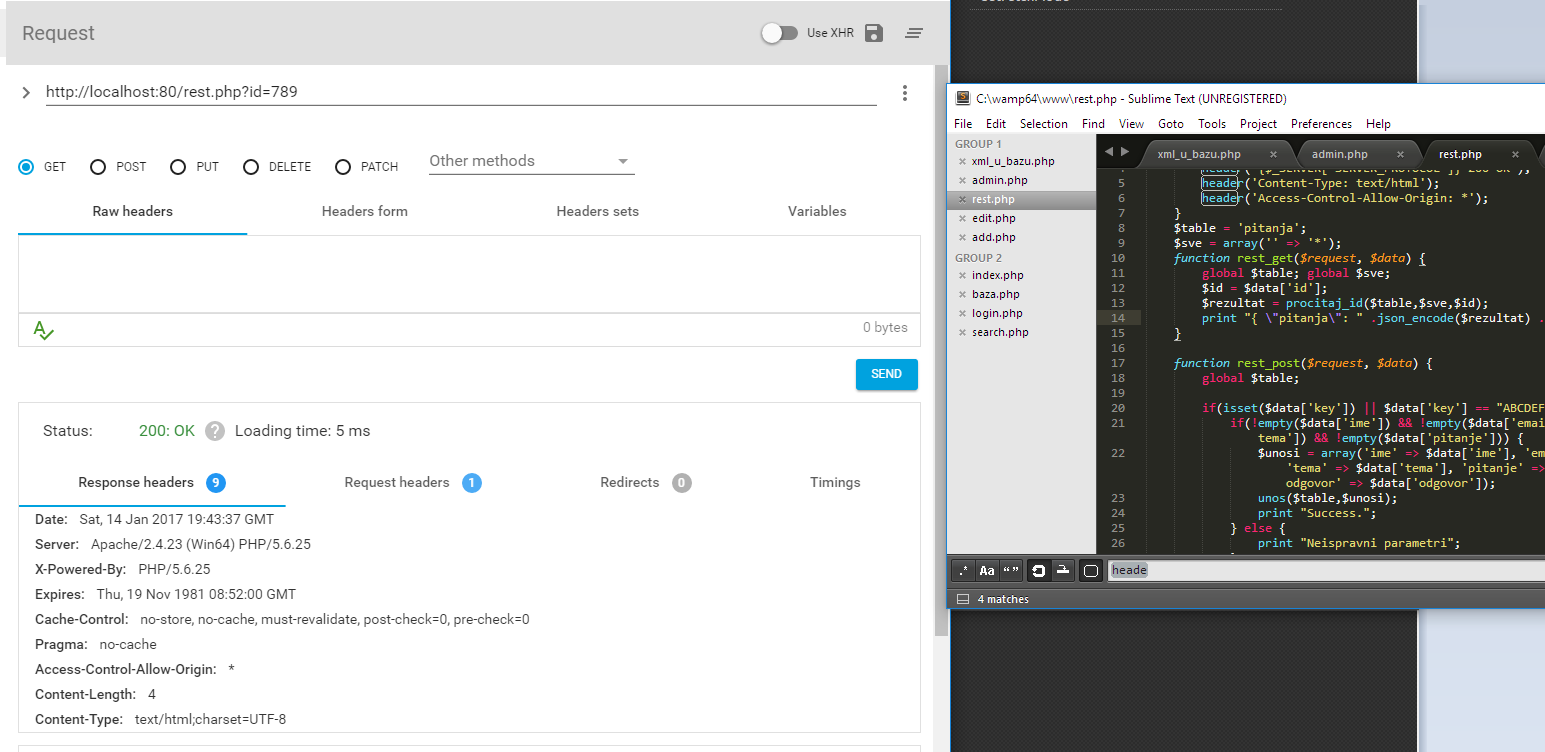 Request
Use XHR
http://localhost:80/rest.php?id=789
GET POST PUT DELETE PATCH Other methods
Raw headers Headers form Headers sets Variables
0 bytes
SEND
Status: 200: OK ? Loading time: 5 ms
Response headers 9 Request headers 1 Redirects 0 Timings
Date: Sat, 14 Jan 2017 19:43:37 GMT
Server: Apache/2.4.23 (Win64) PHP/5.6.25
X-Powered-By: PHP/5.6.25
Expires: Thu, 19 Nov 1981 08:52:00 GMT
Cache-Control: no-store, no-cache, must-revalidate, post-check=0, pre-check=0
Pragma: no-cache
Access-Control-Allow-Origin: *
Content-Length: 4
Content-Type: text/html;charset=UTF-8
C:\wamp64\www\rest.php - Sublime Text (UNREGISTERED)
File Edit Selection Find View Goto Tools Project Preferences Help
GROUP 1
xml_u_bazu.php
admin.php
rest.php
edit.php
add.php
GROUP 2
index.php
baza.php
login.php
search.php
xml_u_bazu.php × admin.php × rest.php ×
5 header('Content-Type: text/html');
6 header('Access-Control-Allow-Origin: *');
7 }
8 $table = 'pitanja';
9 $sve = array('' => '*');
10 function rest_get($request, $data) {
11 global $table; global $sve;
12 $id = $data['id'];
13 $rezultat = procitaj_id($table,$sve,$id);
14 print "{ \"pitanja\": " .json_encode($rezultat) .
15 }
16
17 function rest_post($request, $data) {
18 global $table;
19
20 if(isset($data['key']) || $data['key'] == "ABCDEF
21 if(!empty($data['ime']) && !empty($data['emai
tema']) && !empty($data['pitanje'])) {
22 $unosi = array('ime' => $data['ime'], 'em
'tema' => $data['tema'], 'pitanje' =>
odgovor' => $data['odgovor']);
23 unos($table,$unosi);
24 print "Success.";
25 } else {
26 print "Neispravni parametri";
.* Aa “ ” heade
4 matches